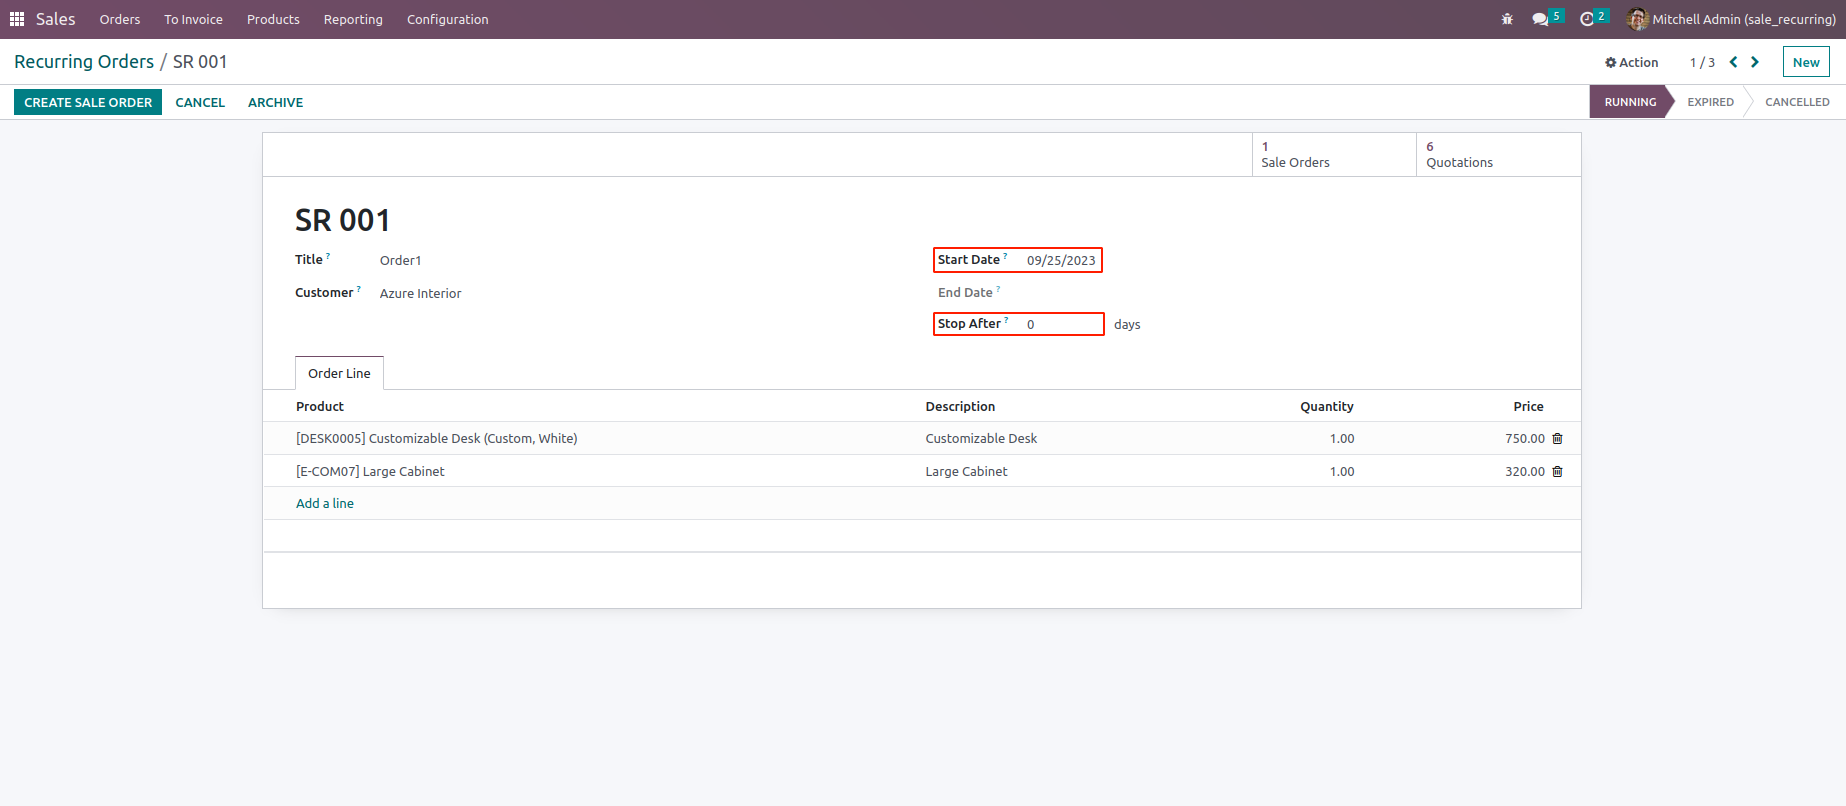 Sales Orders To Invoice Products Reporting Configuration 5 2 Mitchell Admin (sale_recurring)
Recurring Orders / SR 001 Action 1 / 3 New
CREATE SALE ORDER CANCEL ARCHIVE RUNNING EXPIRED CANCELLED
1 6
Sale Orders Quotations
SR 001
Title ? Order1 Start Date ? 09/25/2023
Customer ? Azure Interior End Date ?
Stop After ? 0 days
Order Line
Product Description Quantity Price
[DESK0005] Customizable Desk (Custom, White) Customizable Desk 1.00 750.00
[E-COM07] Large Cabinet Large Cabinet 1.00 320.00
Add a line